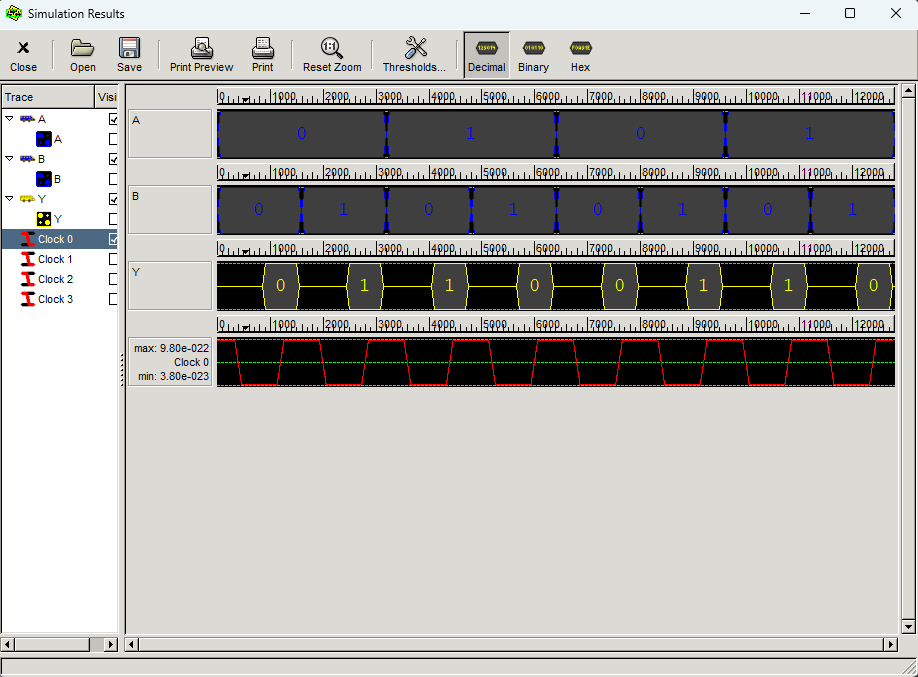 Simulation Results
Close Open Save Print Preview Print Reset Zoom Thresholds... Decimal Binary Hex
Trace Visi
A
A
B
B
Y
Y
Clock 0
Clock 1
Clock 2
Clock 3
0 1000 2000 3000 4000 5000 6000 7000 8000 9000 10000 11000 12000
A 0 1 0 1
0 1000 2000 3000 4000 5000 6000 7000 8000 9000 10000 11000 12000
B 0 1 0 1 0 1 0 1
0 1000 2000 3000 4000 5000 6000 7000 8000 9000 10000 11000 12000
Y 0 1 1 0 0 1 1 0
0 1000 2000 3000 4000 5000 6000 7000 8000 9000 10000 11000 12000
max: 9.80e-022
Clock 0
min: 3.80e-023